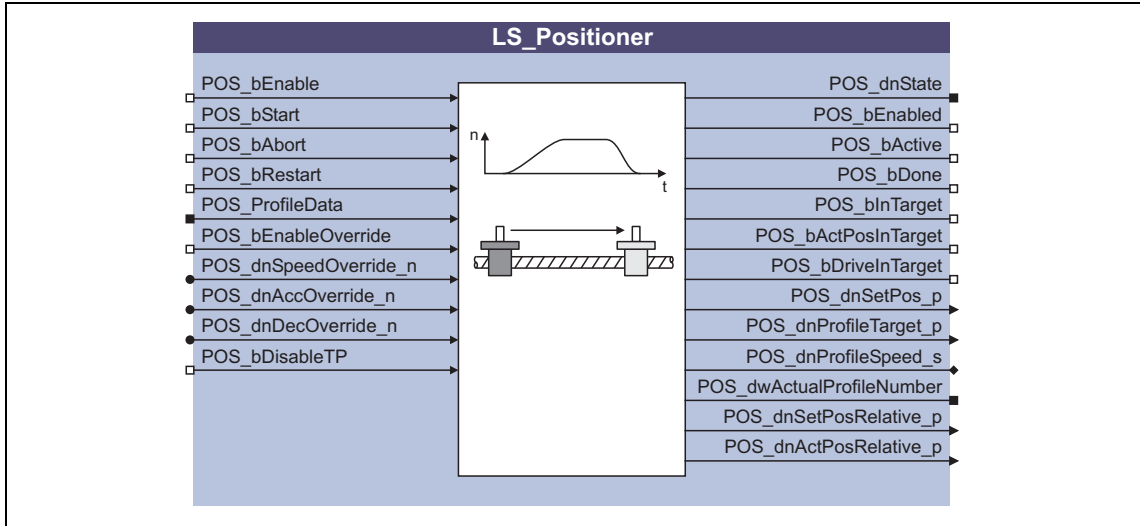 LS_Positioner
POS_bEnable
POS_bStart
POS_bAbort
POS_bRestart
POS_ProfileData
POS_bEnableOverride
POS_dnSpeedOverride_n
POS_dnAccOverride_n
POS_dnDecOverride_n
POS_bDisableTP
n
t
POS_dnState
POS_bEnabled
POS_bActive
POS_bDone
POS_bInTarget
POS_bActPosInTarget
POS_bDriveInTarget
POS_dnSetPos_p
POS_dnProfileTarget_p
POS_dnProfileSpeed_s
POS_dwActualProfileNumber
POS_dnSetPosRelative_p
POS_dnActPosRelative_p